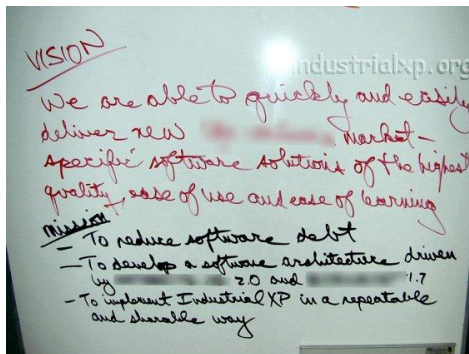 industrialxp.org
VISION
We are able to quickly and easily
deliver new market-
specific software solutions of the highest
quality, ease of use and ease of learning
mission
- To reduce software debt
- To develop a software architecture driven
by 2.0 and 1.7
- To implement Industrial XP in a repeatable
and sharable way